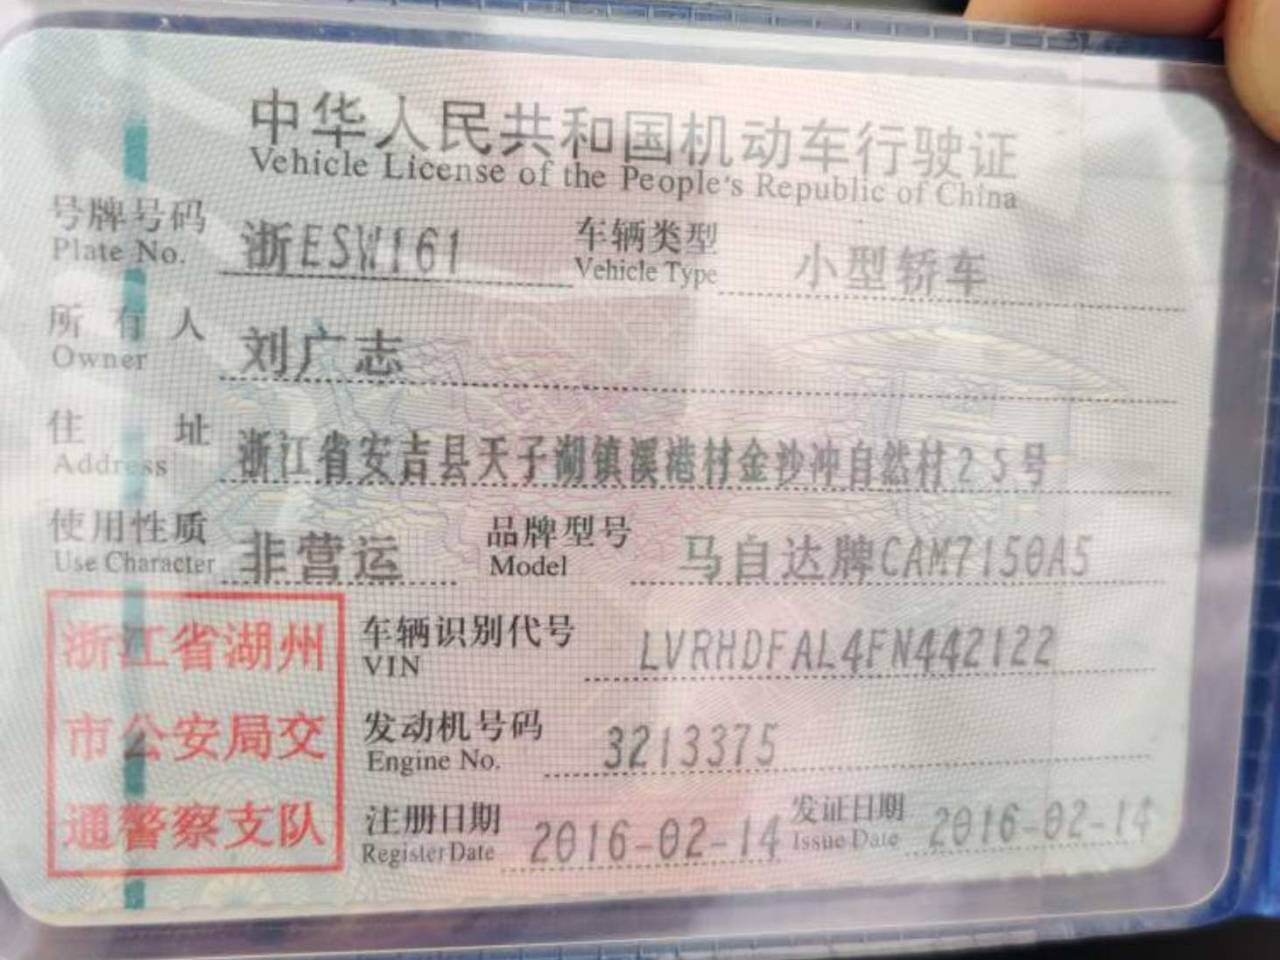 中华人民共和国机动车行驶证
Vehicle License of the People's Republic of China
号牌号码 浙ESW161 车辆类型 小型轿车
Plate No. Vehicle Type
所有人 刘广志
Owner
住址 浙江省安吉县天子湖镇溪港村金沙冲自然村25号
Address
使用性质 非营运 品牌型号 马自达牌CAM7150A5
Use Character Model
浙江省湖州
市公安局交
通警察支队
车辆识别代号 LVRHDFAL4FN442122
VIN
发动机号码 3213375
Engine No.
注册日期 2016-02-14 发证日期 2016-02-14
Register Date Issue Date